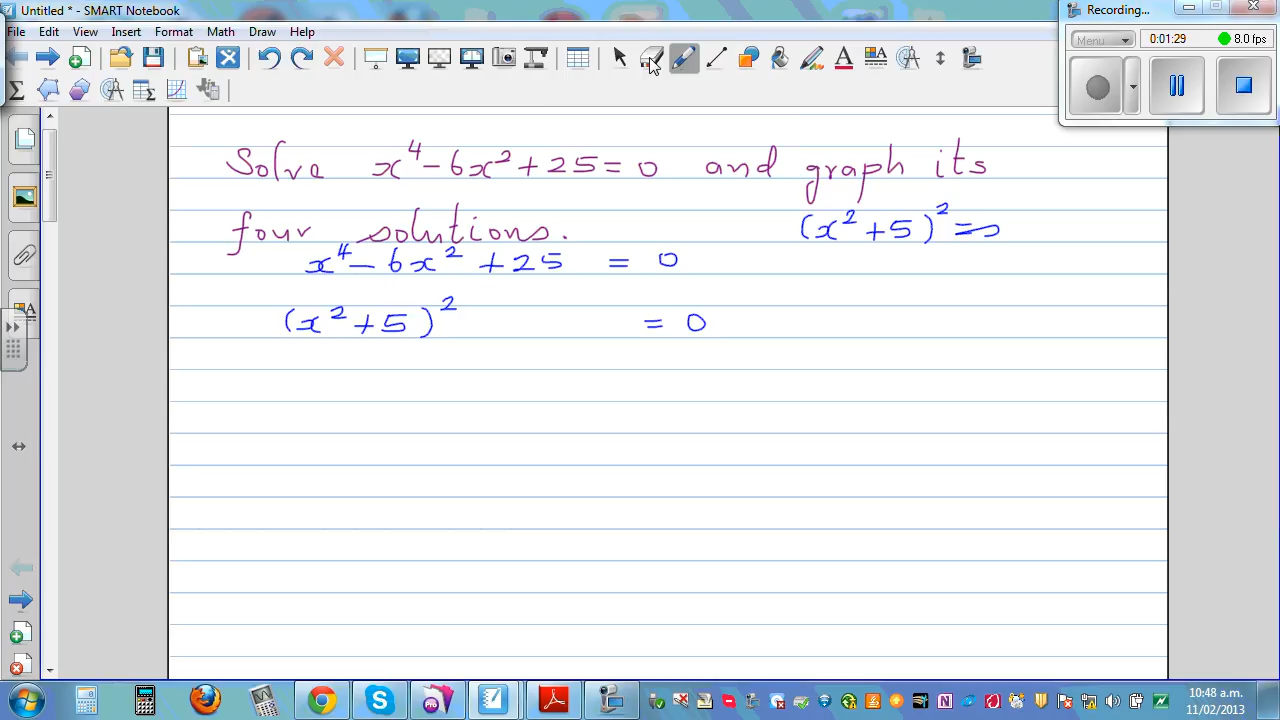 Untitled * - SMART Notebook
Recording...
File Edit View Insert Format Math Draw Help
Menu 0:01:29 8.0 fps
Solve x⁴-6x²+25=0 and graph its
four solutions. (x²+5)²=
x⁴-6x²+25 = 0
(x²+5)² = 0
10:48 a.m.
11/02/2013